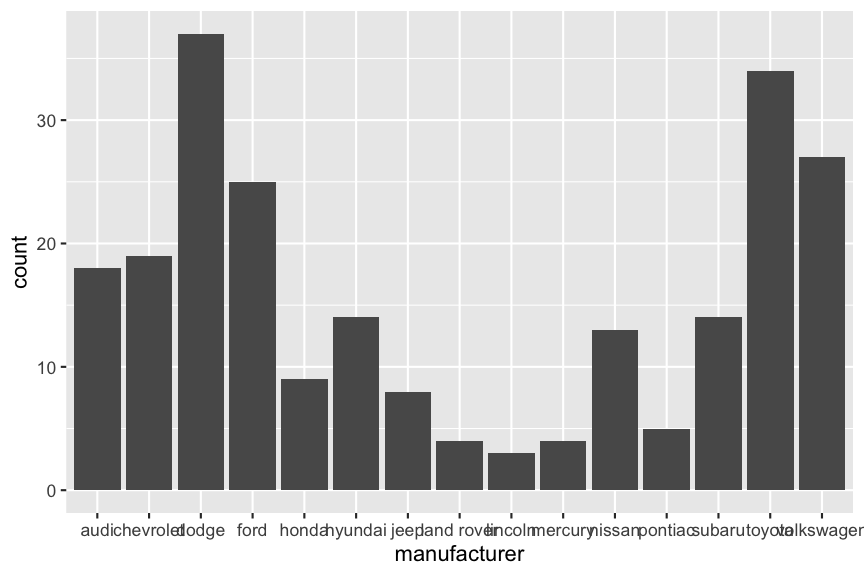 30
20
10
0
count
audi chevrolet dodge ford honda hyundai jeep land rover lincoln mercury nissan pontiac subaru toyota volkswagen
manufacturer